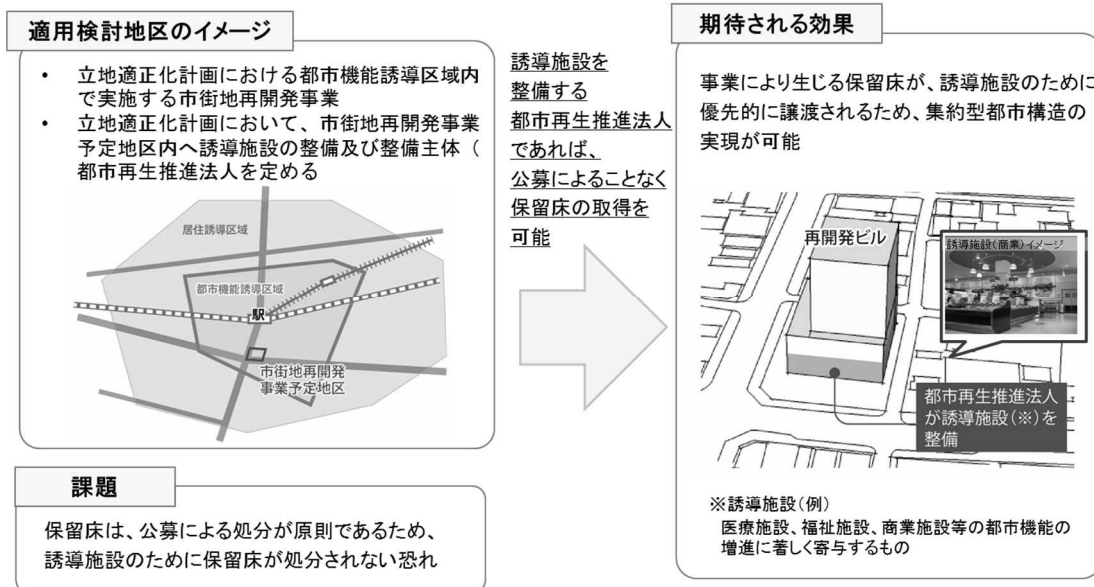 適用検討地区のイメージ
• 立地適正化計画における都市機能誘導区域内
で実施する市街地再開発事業
• 立地適正化計画において、市街地再開発事業
予定地区内へ誘導施設の整備及び整備主体（
都市再生推進法人を定める
居住誘導区域
都市機能誘導区域
駅
市街地再開発
事業予定地区
課題
保留床は、公募による処分が原則であるため、
誘導施設のために保留床が処分されない恐れ
誘導施設を
整備する
都市再生推進法人
であれば、
公募によることなく
保留床の取得を
可能
期待される効果
事業により生じる保留床が、誘導施設のために
優先的に譲渡されるため、集約型都市構造の
実現が可能
再開発ビル
誘導施設(商業)イメージ
都市再生推進法人
が誘導施設(※)を
整備
※誘導施設(例)
医療施設、福祉施設、商業施設等の都市機能の
増進に著しく寄与するもの